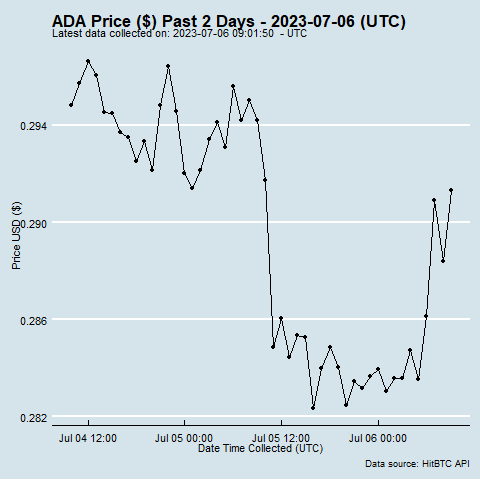 ADA Price ($) Past 2 Days - 2023-07-06 (UTC)
Latest data collected on: 2023-07-06 09:01:50  - UTC
0.294
0.290
0.286
0.282
Price USD ($)
Jul 04 12:00
Jul 05 00:00
Jul 05 12:00
Jul 06 00:00
Date Time Collected (UTC)
Data source: HitBTC API